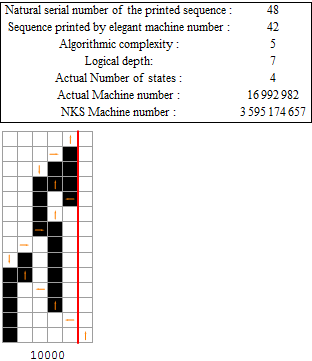 Natural serial number of the printed sequence : 48
Sequence printed by elegant machine number : 42
Algorithmic complexity : 5
Logical depth: 7
Actual Number of states : 4
Actual Machine number : 16 992 982
NKS Machine number : 3 595 174 657
10000